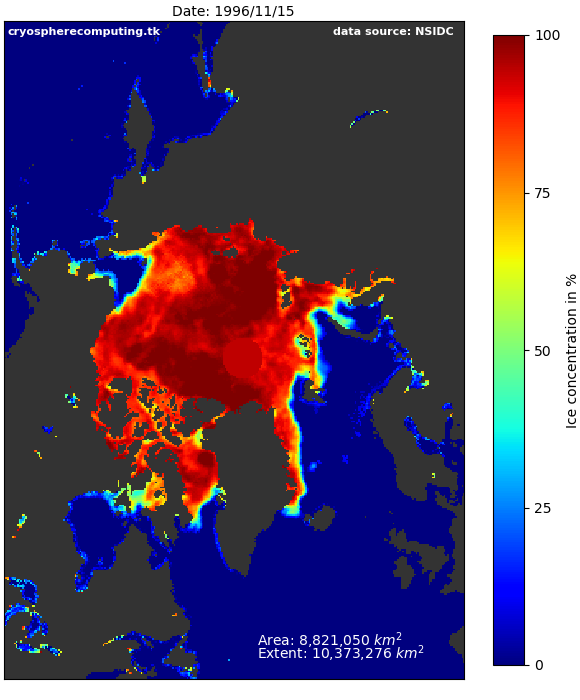 Date: 1996/11/15
cryospherecomputing.tk data source: NSIDC
Area: 8,821,050 km²
Extent: 10,373,276 km²
100
75
50
25
0
Ice concentration in %